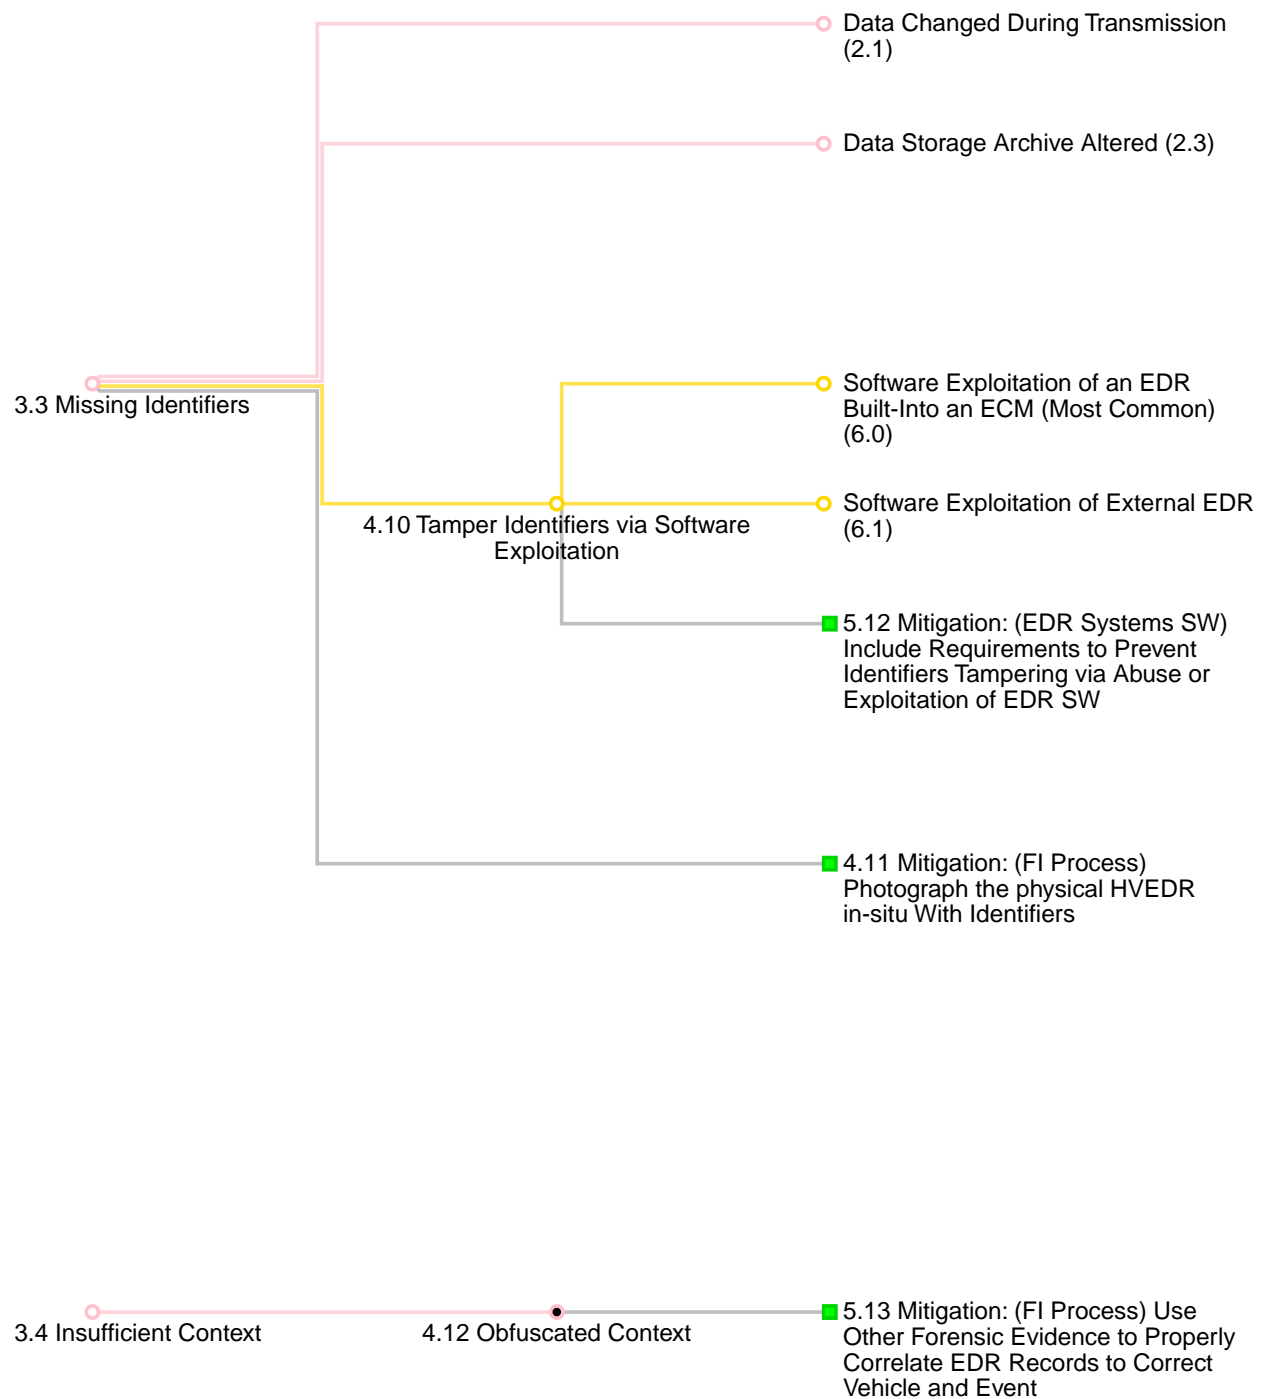 Data Changed During Transmission
(2.1)
Data Storage Archive Altered (2.3)
3.3 Missing Identifiers
Software Exploitation of an EDR
Built-Into an ECM (Most Common)
(6.0)
4.10 Tamper Identifiers via Software
Exploitation
Software Exploitation of External EDR
(6.1)
5.12 Mitigation: (EDR Systems SW)
Include Requirements to Prevent
Identifiers Tampering via Abuse or
Exploitation of EDR SW
4.11 Mitigation: (FI Process)
Photograph the physical HVEDR
in-situ With Identifiers
3.4 Insufficient Context
4.12 Obfuscated Context
5.13 Mitigation: (FI Process) Use
Other Forensic Evidence to Properly
Correlate EDR Records to Correct
Vehicle and Event